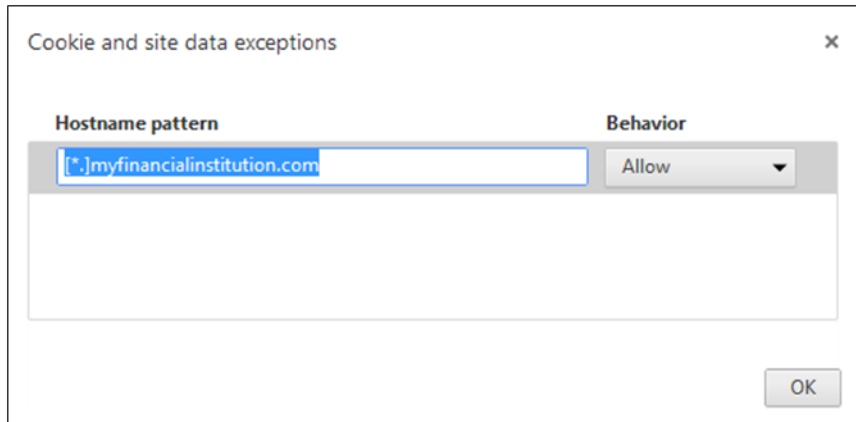 Cookie and site data exceptions ×
Hostname pattern Behavior
[*.]myfinancialinstitution.com Allow
OK